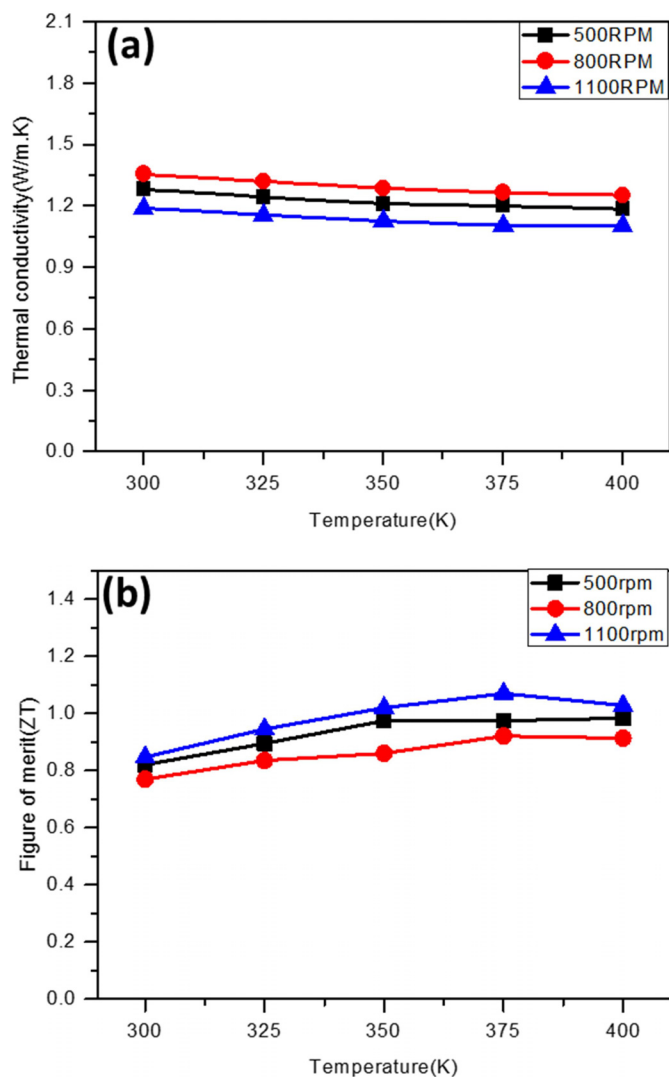 (a)
500RPM
800RPM
1100RPM
Thermal conductivity(W/m.K)
2.1
1.8
1.5
1.2
0.9
0.6
0.3
0.0
300 325 350 375 400
Temperature(K)
(b)
500rpm
800rpm
1100rpm
Figure of merit(ZT)
1.4
1.2
1.0
0.8
0.6
0.4
0.2
0.0
300 325 350 375 400
Temperature(K)